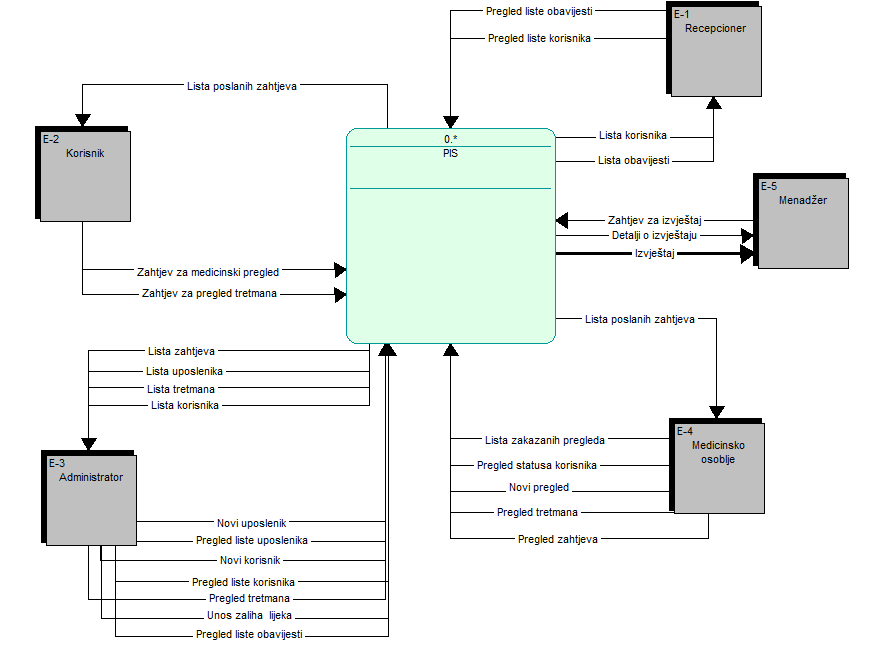 Pregled liste obavijesti
Pregled liste korisnika
E-1
Recepcioner
Lista poslanih zahtjeva
E-2
Korisnik
0.*
PIS
Lista korisnika
Lista obavijesti
E-5
Menadžer
Zahtjev za izvještaj
Detalji o izvještaju
Izvještaj
Zahtjev za medicinski pregled
Zahtjev za pregled tretmana
Lista poslanih zahtjeva
Lista zahtjeva
Lista uposlenika
Lista tretmana
Lista korisnika
E-4
Medicinsko
osoblje
Lista zakazanih pregleda
Pregled statusa korisnika
Novi pregled
Pregled tretmana
Pregled zahtjeva
E-3
Administrator
Novi uposlenik
Pregled liste uposlenika
Novi korisnik
Pregled liste korisnika
Pregled tretmana
Unos zaliha lijeka
Pregled liste obavijesti